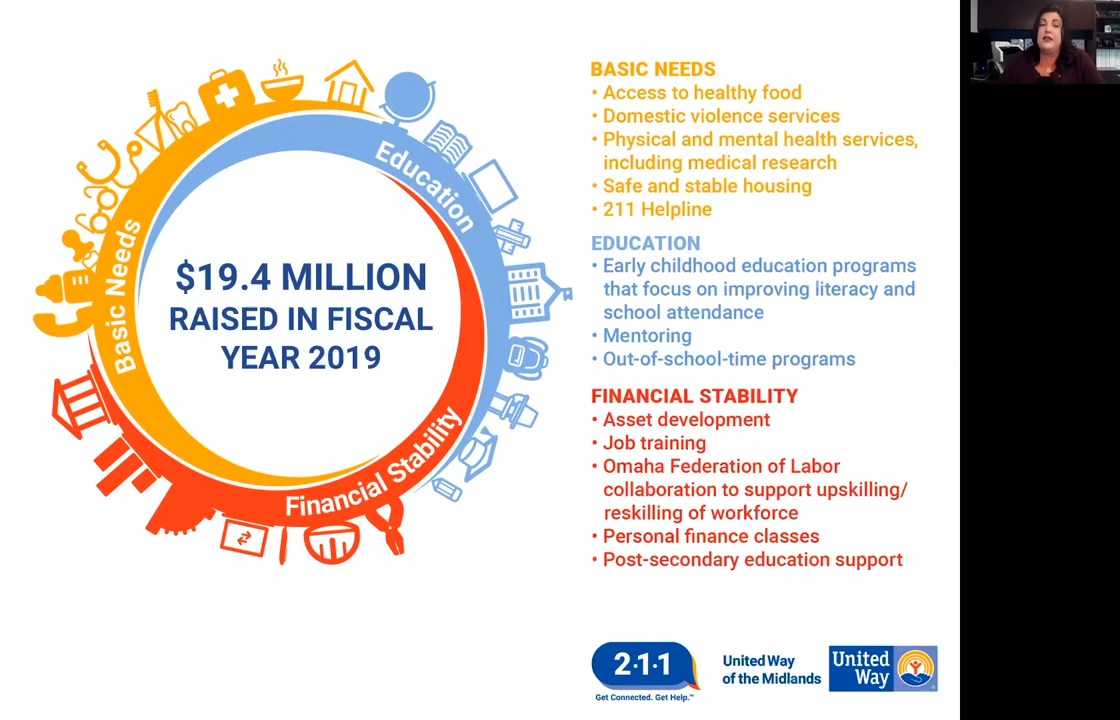 Basic Needs
Education
Financial Stability
$19.4 MILLION
RAISED IN FISCAL
YEAR 2019
BASIC NEEDS
• Access to healthy food
• Domestic violence services
• Physical and mental health services,
including medical research
• Safe and stable housing
• 211 Helpline
EDUCATION
• Early childhood education programs
that focus on improving literacy and
school attendance
• Mentoring
• Out-of-school-time programs
FINANCIAL STABILITY
• Asset development
• Job training
• Omaha Federation of Labor
collaboration to support upskilling/
reskilling of workforce
• Personal finance classes
• Post-secondary education support
2·1·1
Get Connected. Get Help.™
United Way
of the Midlands
United
Way